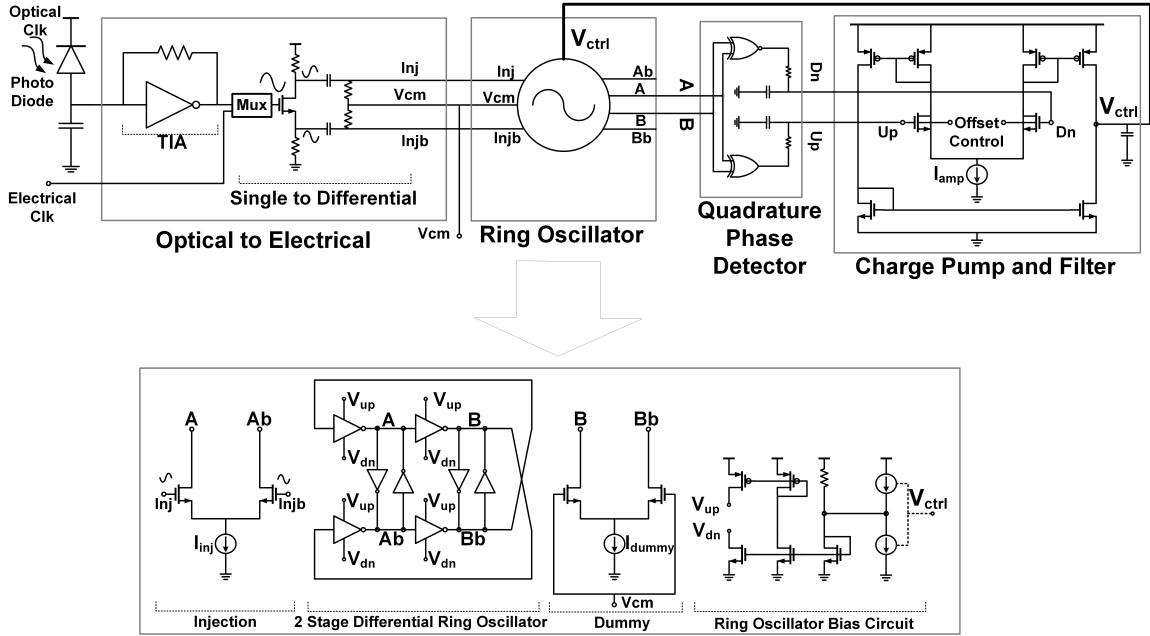 Optical
Clk
Photo
Diode
TIA
Mux
Electrical
Clk
Single to Differential
Optical to Electrical
Inj
Vcm
Injb
Vcm
Vctrl
Inj
Vcm
Injb
Ab
A
B
Bb
Ring Oscillator
A
B
Dn
Up
Quadrature
Phase
Detector
Up
Offset
Control
Dn
Iamp
Vctrl
Charge Pump and Filter
A
Ab
Inj
Injb
Iinj
Injection
Vup
A
Vup
B
Vdn
Vdn
Vup
Vup
Ab
Bb
Vdn
Vdn
2 Stage Differential Ring Oscillator
B
Bb
Idummy
Vcm
Dummy
Vup
Vdn
Vctrl
Ring Oscillator Bias Circuit